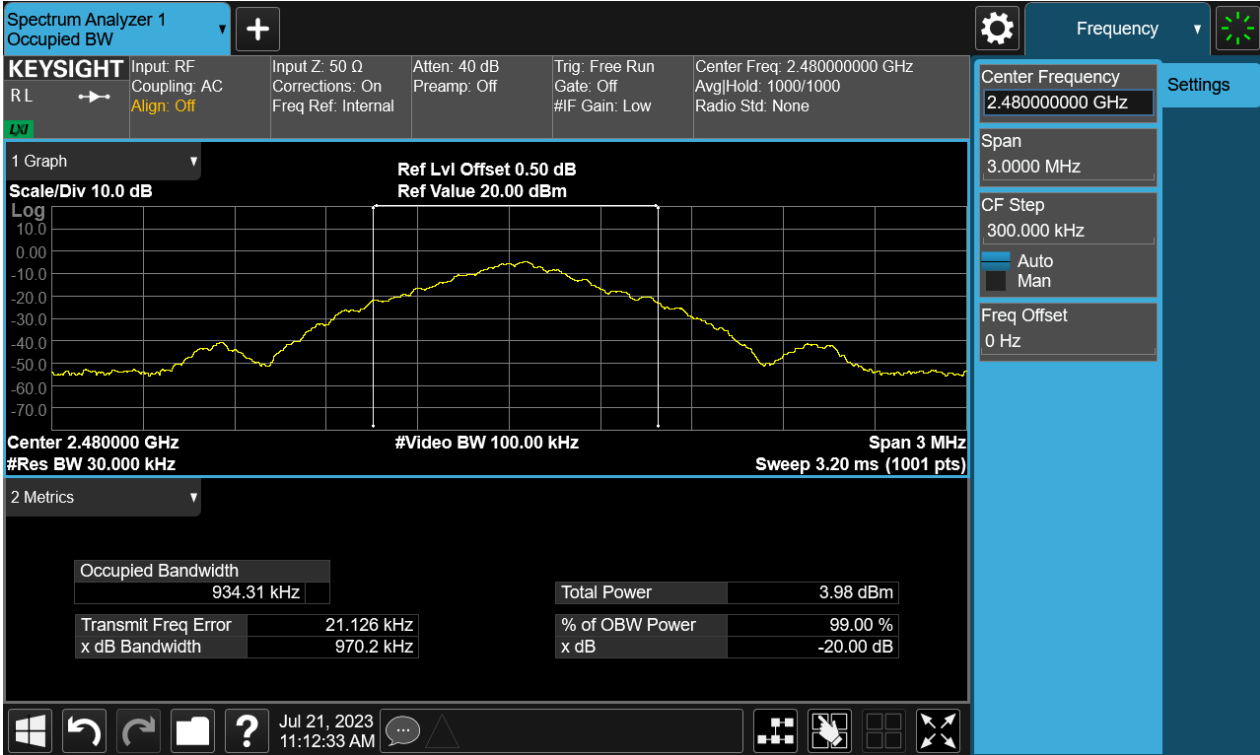 Spectrum Analyzer 1
Occupied BW
Frequency
KEYSIGHT
R L
LXI
Input: RF
Coupling: AC
Align: Off
Input Z: 50 Ω
Corrections: On
Freq Ref: Internal
Atten: 40 dB
Preamp: Off
Trig: Free Run
Gate: Off
#IF Gain: Low
Center Freq: 2.480000000 GHz
Avg|Hold: 1000/1000
Radio Std: None
Center Frequency
2.480000000 GHz
Settings
Span
3.0000 MHz
CF Step
300.000 kHz
Auto
Man
Freq Offset
0 Hz
1 Graph
Scale/Div 10.0 dB
Ref Lvl Offset 0.50 dB
Ref Value 20.00 dBm
Log
10.0
0.00
-10.0
-20.0
-30.0
-40.0
-50.0
-60.0
-70.0
Center 2.480000 GHz
#Video BW 100.00 kHz
Span 3 MHz
#Res BW 30.000 kHz
Sweep 3.20 ms (1001 pts)
2 Metrics
Occupied Bandwidth
934.31 kHz
Total Power 3.98 dBm
Transmit Freq Error 21.126 kHz
% of OBW Power 99.00 %
x dB Bandwidth 970.2 kHz
x dB -20.00 dB
?
Jul 21, 2023
11:12:33 AM